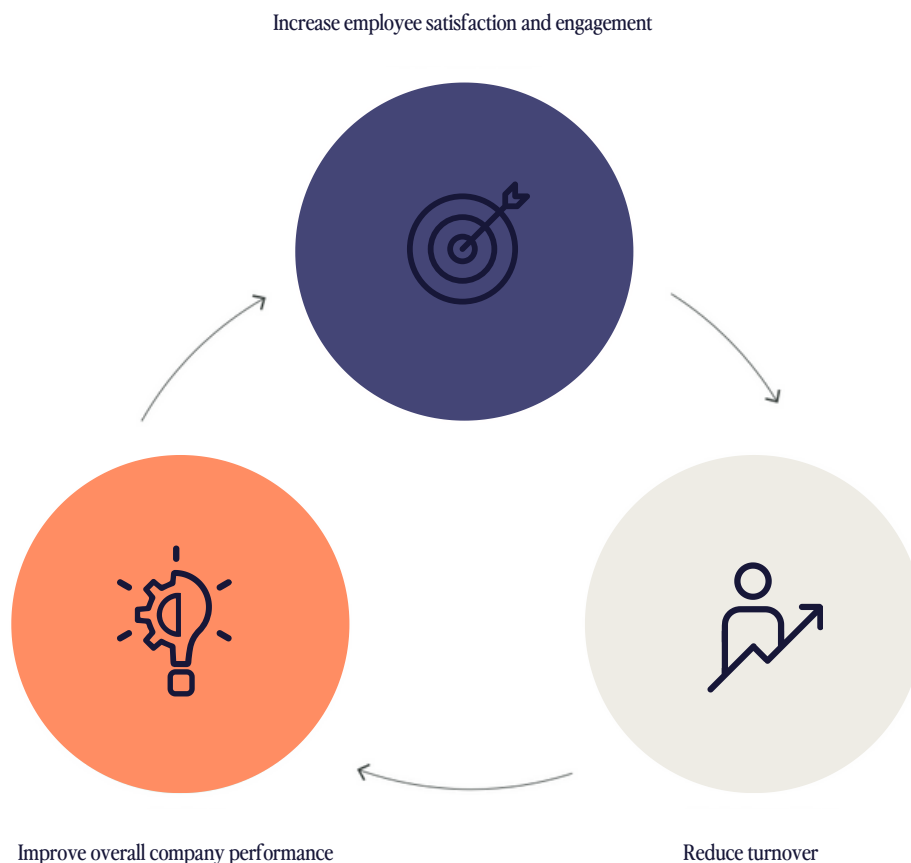 Increase employee satisfaction and engagement
Improve overall company performance
Reduce turnover